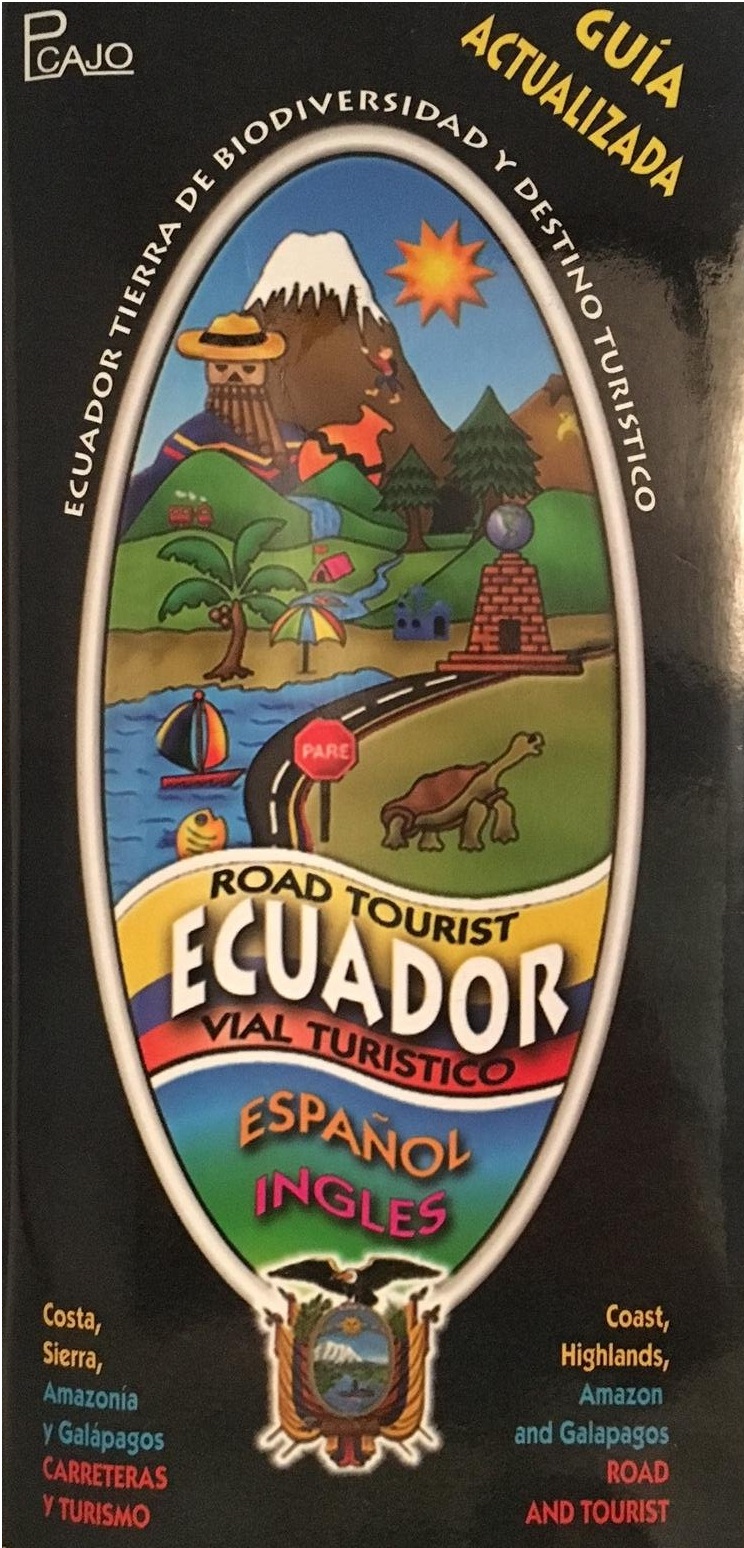 PCAJO
GUÍA
ACTUALIZADA
ECUADOR TIERRA DE BIODIVERSIDAD Y DESTINO TURISTICO
PARE
ROAD TOURIST
ECUADOR
VIAL TURISTICO
ESPAÑOL
INGLES
Costa,
Sierra,
Amazonía
y Galápagos
CARRETERAS
Y TURISMO
Coast,
Highlands,
Amazon
and Galapagos
ROAD
AND TOURIST